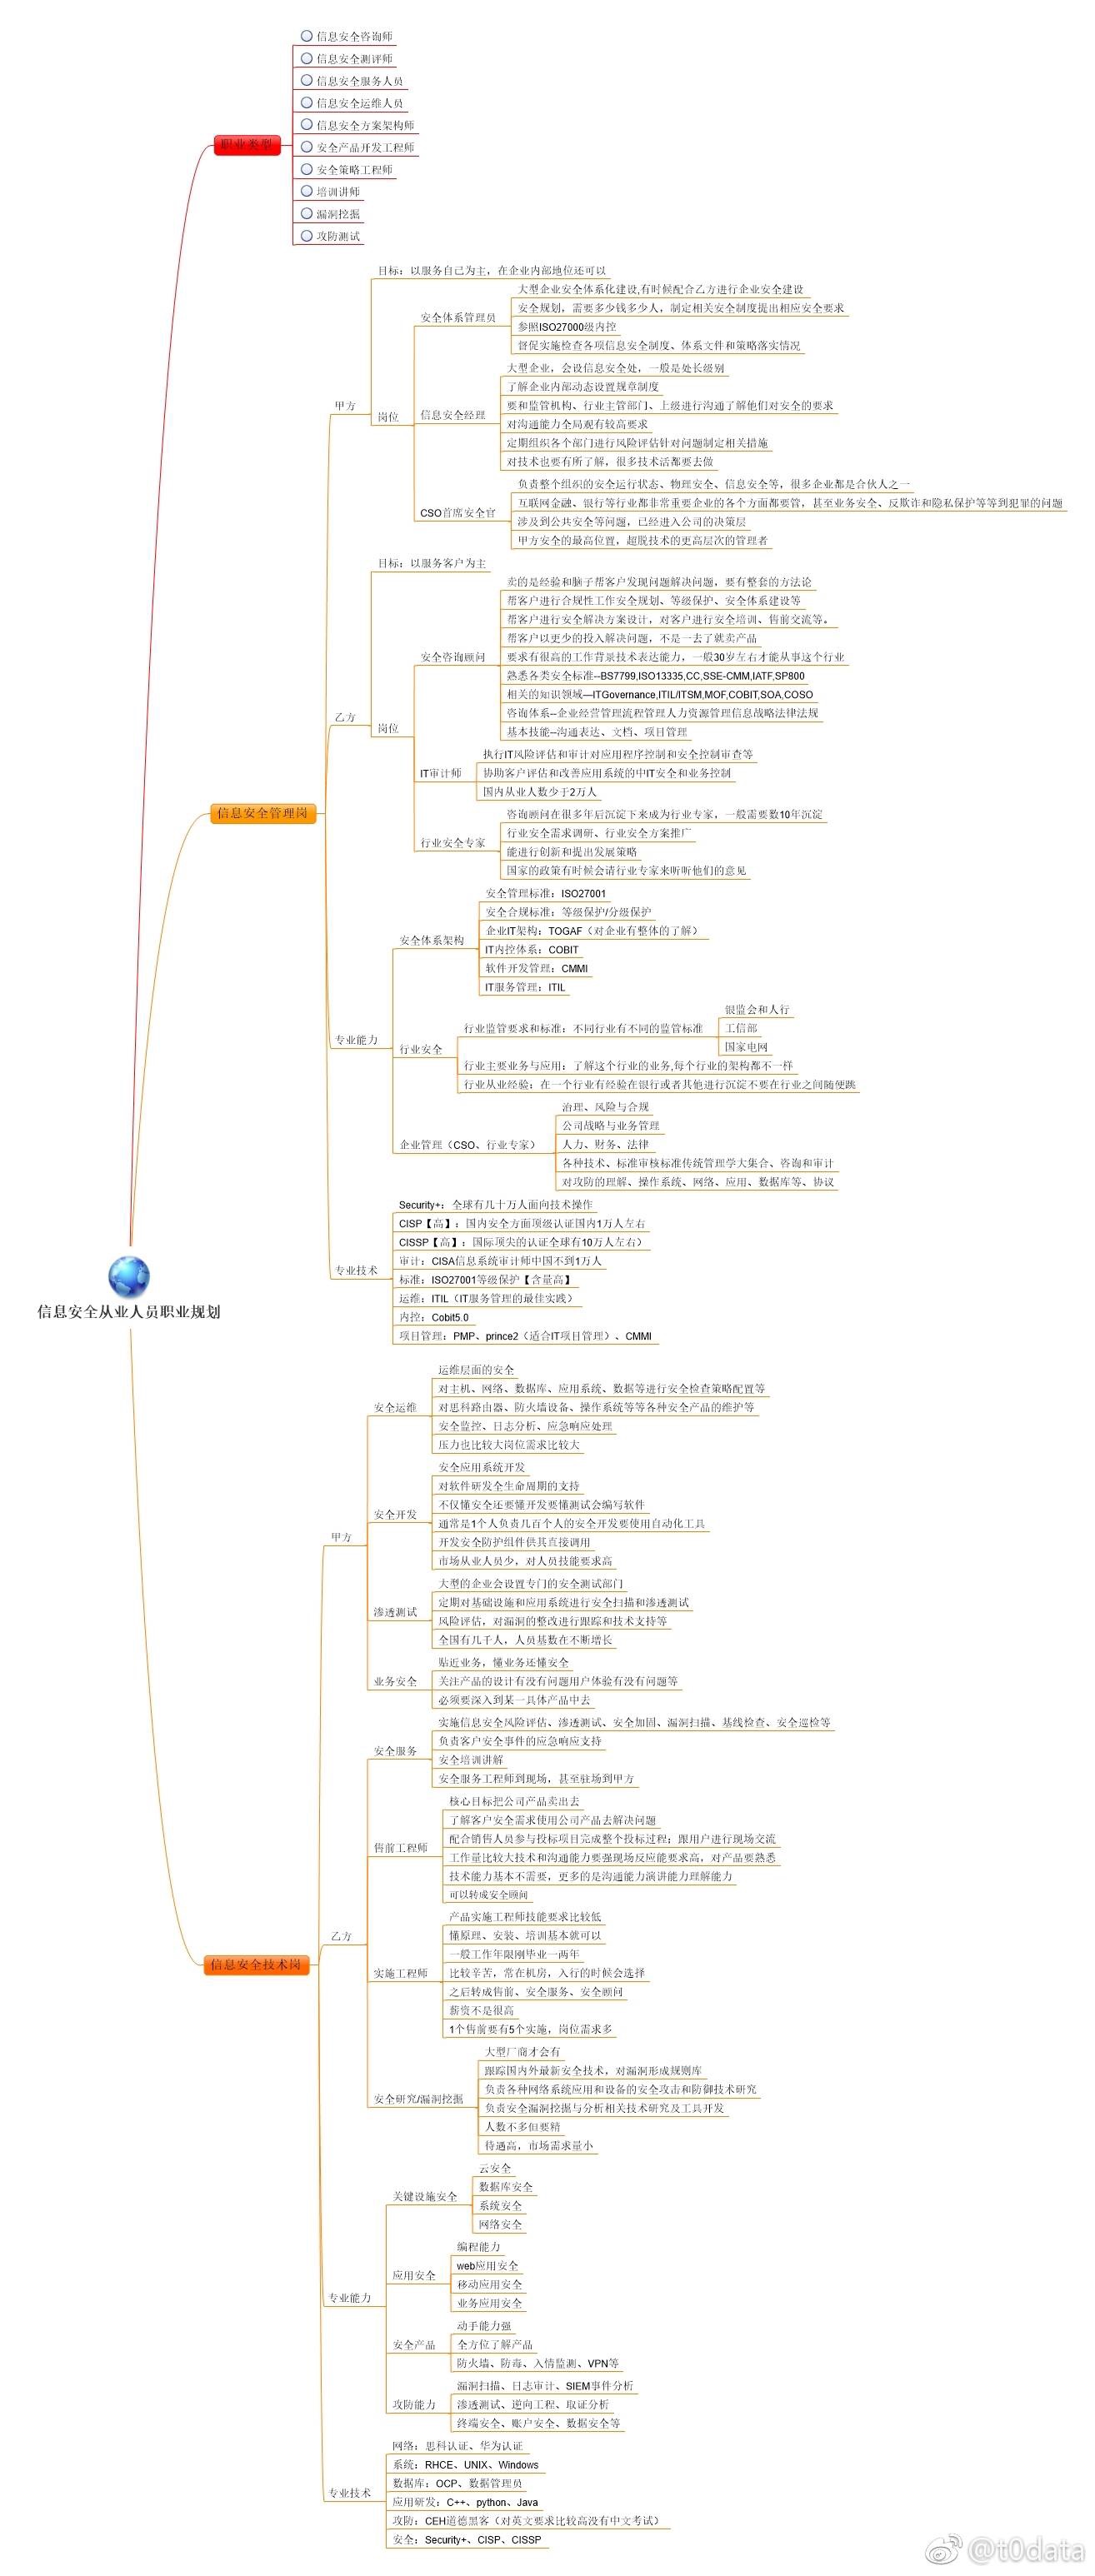 信息安全咨询师
信息安全测评师
信息安全服务人员
信息安全运维人员
信息安全方案架构师
职业类型
安全产品开发工程师
安全策略工程师
培训讲师
漏洞挖掘
攻防测试
目标：以服务自己为主，在企业内部地位还可以
大型企业安全体系化建设,有时候配合乙方进行企业安全建设
安全规划，需要多少钱多少人，制定相关安全制度提出相应安全要求
安全体系管理员
参照ISO27000级内控
督促实施检查各项信息安全制度、体系文件和策略落实情况
大型企业，会设信息安全处，一般是处长级别
了解企业内部动态设置规章制度
甲方
要和监管机构、行业主管部门、上级进行沟通了解他们对安全的要求
岗位
信息安全经理
对沟通能力全局观有较高要求
定期组织各个部门进行风险评估针对问题制定相关措施
对技术也要有所了解，很多技术活都要去做
负责整个组织的安全运行状态、物理安全、信息安全等，很多企业都是合伙人之一
互联网金融、银行等行业都非常重要企业的各个方面都要管，甚至业务安全、反欺诈和隐私保护等等到犯罪的问题
CSO首席安全官
涉及到公共安全等问题，已经进入公司的决策层
甲方安全的最高位置，超脱技术的更高层次的管理者
目标：以服务客户为主
卖的是经验和脑子帮客户发现问题解决问题，要有整套的方法论
帮客户进行合规性工作安全规划、等级保护、安全体系建设等
帮客户进行安全解决方案设计，对客户进行安全培训、售前交流等。
帮客户以更少的投入解决问题，不是一去了就卖产品
安全咨询顾问
要求有很高的工作背景技术表达能力，一般30岁左右才能从事这个行业
熟悉各类安全标准--BS7799,ISO13335,CC,SSE-CMM,IATF,SP800
相关的知识领域—ITGovernance,ITIL/ITSM,MOF,COBIT,SOA,COSO
咨询体系--企业经营管理流程管理人力资源管理信息战略法律法规
乙方
岗位
基本技能--沟通表达、文档、项目管理
执行IT风险评估和审计对应用程序控制和安全控制审查等
IT审计师
协助客户评估和改善应用系统的中IT安全和业务控制
国内从业人数少于2万人
信息安全管理岗
咨询顾问在很多年后沉淀下来成为行业专家，一般需要数10年沉淀
行业安全需求调研、行业安全方案推广
行业安全专家
能进行创新和提出发展策略
国家的政策有时候会请行业专家来听听他们的意见
安全管理标准：ISO27001
安全合规标准：等级保护/分级保护
企业IT架构：TOGAF（对企业有整体的了解）
安全体系架构
IT内控体系：COBIT
软件开发管理：CMMI
IT服务管理：ITIL
银监会和人行
行业监管要求和标准：不同行业有不同的监管标准
工信部
专业能力
国家电网
行业安全
行业主要业务与应用：了解这个行业的业务,每个行业的架构都不一样
行业从业经验：在一个行业有经验在银行或者其他进行沉淀不要在行业之间随便跳
治理、风险与合规
公司战略与业务管理
企业管理（CSO、行业专家）
人力、财务、法律
各种技术、标准审核标准传统管理学大集合、咨询和审计
对攻防的理解、操作系统、网络、应用、数据库等、协议
Security+：全球有几十万人面向技术操作
CISP【高】：国内安全方面顶级认证国内1万人左右
CISSP【高】：国际顶尖的认证全球有10万人左右）
审计：CISA信息系统审计师中国不到1万人
专业技术
标准：ISO27001等级保护【含量高】
运维：ITIL（IT服务管理的最佳实践）
信息安全从业人员职业规划
内控：Cobit5.0
项目管理：PMP、prince2（适合IT项目管理）、CMMI
运维层面的安全
对主机、网络、数据库、应用系统、数据等进行安全检查策略配置等
安全运维
对思科路由器、防火墙设备、操作系统等等各种安全产品的维护等
安全监控、日志分析、应急响应处理
压力也比较大岗位需求比较大
安全应用系统开发
对软件研发全生命周期的支持
不仅懂安全还要懂开发要懂测试会编写软件
安全开发
通常是1个人负责几百个人的安全开发要使用自动化工具
甲方
开发安全防护组件供其直接调用
市场从业人员少，对人员技能要求高
大型的企业会设置专门的安全测试部门
定期对基础设施和应用系统进行安全扫描和渗透测试
渗透测试
风险评估，对漏洞的整改进行跟踪和技术支持等
全国有几千人，人员基数在不断增长
贴近业务，懂业务还懂安全
业务安全
关注产品的设计有没有问题用户体验有没有问题等
必须要深入到某一具体产品中去
实施信息安全风险评估、渗透测试、安全加固、漏洞扫描、基线检查、安全巡检等
负责客户安全事件的应急响应支持
安全服务
安全培训讲解
安全服务工程师到现场，甚至驻场到甲方
核心目标把公司产品卖出去
了解客户安全需求使用公司产品去解决问题
配合销售人员参与投标项目完成整个投标过程；跟用户进行现场交流
售前工程师
工作量比较大技术和沟通能力要强现场反应能要求高，对产品要熟悉
技术能力基本不需要，更多的是沟通能力演讲能力理解能力
可以转成安全顾问
产品实施工程师技能要求比较低
乙方
懂原理、安装、培训基本就可以
一般工作年限刚毕业一两年
信息安全技术岗
实施工程师
比较辛苦，常在机房，入行的时候会选择
之后转成售前、安全服务、安全顾问
薪资不是很高
1个售前要有5个实施，岗位需求多
大型厂商才会有
跟踪国内外最新安全技术，对漏洞形成规则库
负责各种网络系统应用和设备的安全攻击和防御技术研究
安全研究/漏洞挖掘
负责安全漏洞挖掘与分析相关技术研究及工具开发
人数不多但要精
待遇高，市场需求量小
云安全
数据库安全
关键设施安全
系统安全
网络安全
编程能力
web应用安全
应用安全
移动应用安全
业务应用安全
专业能力
动手能力强
安全产品
全方位了解产品
防火墙、防毒、入情监测、VPN等
漏洞扫描、日志审计、SIEM事件分析
攻防能力
渗透测试、逆向工程、取证分析
终端安全、账户安全、数据安全等
网络：思科认证、华为认证
系统：RHCE、UNIX、Windows
数据库：OCP、数据管理员
专业技术
应用研发：C++、python、Java
攻防：CEH道德黑客（对英文要求比较高没有中文考试）
安全：Security+、CISP、CISSP
@t0data